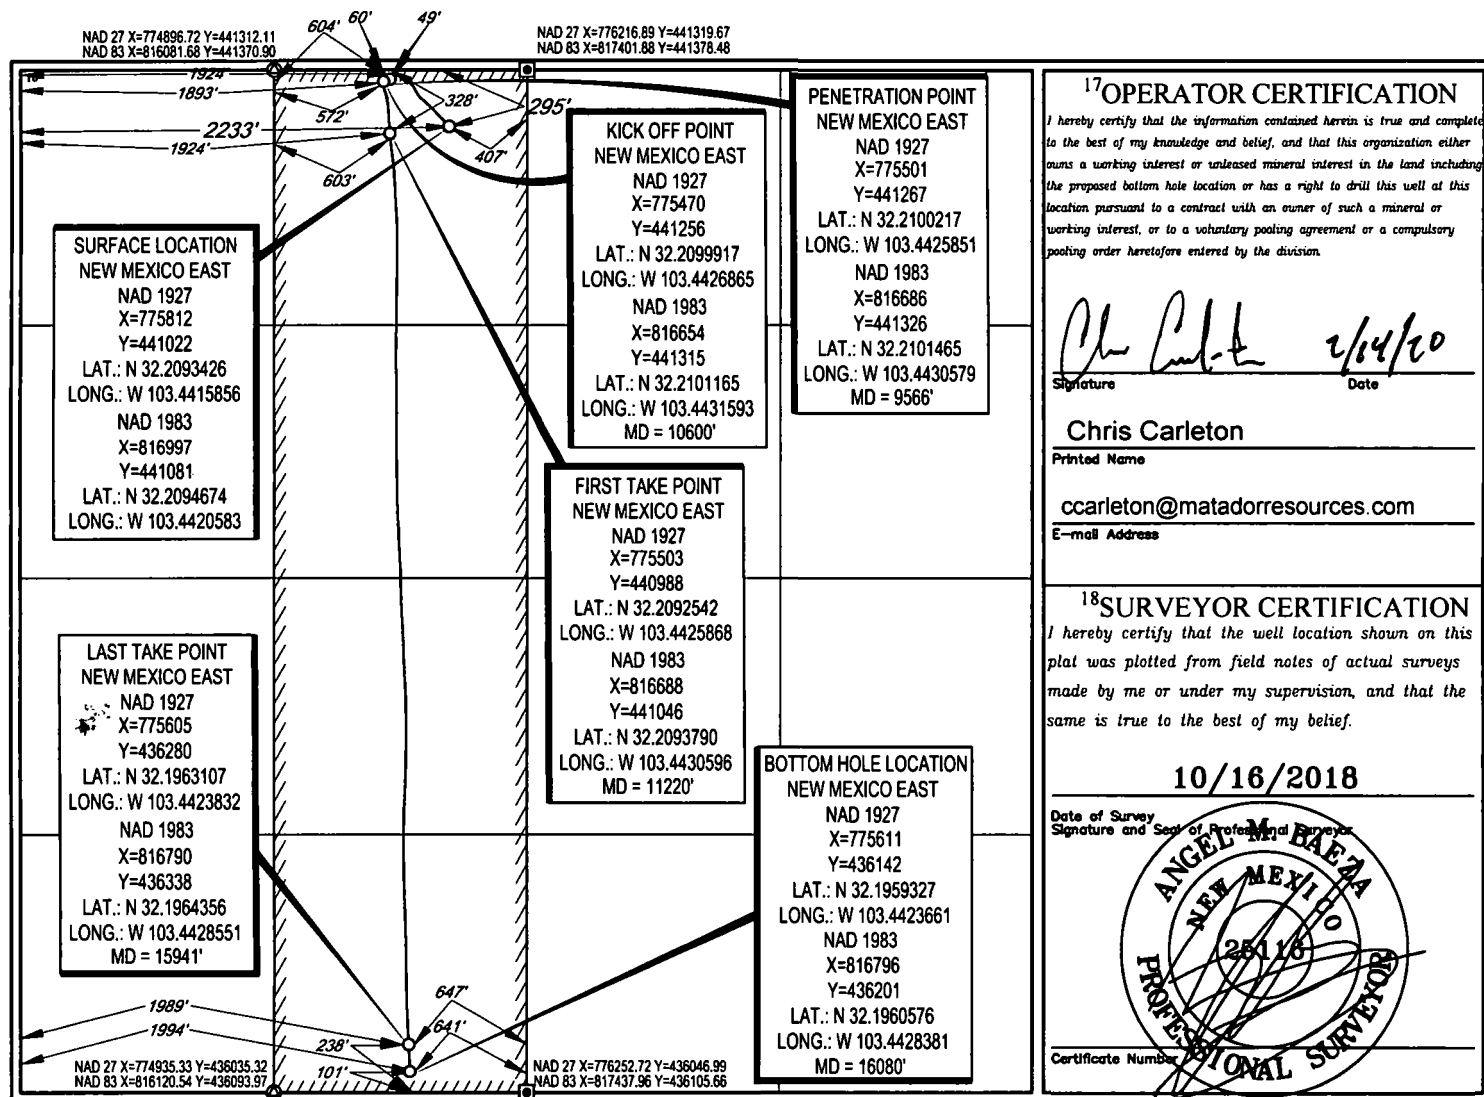 NAD 27 X=774896.72 Y=441312.11
NAD 83 X=816081.68 Y=441370.90
604'
60'
49'
NAD 27 X=776216.89 Y=441319.67
NAD 83 X=817401.88 Y=441378.48
1924'
1893'
572'
328'
295'
2233'
1924'
407'
603'
SURFACE LOCATION
NEW MEXICO EAST
NAD 1927
X=775812
Y=441022
LAT.: N 32.2093426
LONG.: W 103.4415856
NAD 1983
X=816997
Y=441081
LAT.: N 32.2094674
LONG.: W 103.4420583
KICK OFF POINT
NEW MEXICO EAST
NAD 1927
X=775470
Y=441256
LAT.: N 32.2099917
LONG.: W 103.4426865
NAD 1983
X=816654
Y=441315
LAT.: N 32.2101165
LONG.: W 103.4431593
MD = 10600'
PENETRATION POINT
NEW MEXICO EAST
NAD 1927
X=775501
Y=441267
LAT.: N 32.2100217
LONG.: W 103.4425851
NAD 1983
X=816686
Y=441326
LAT.: N 32.2101465
LONG.: W 103.4430579
MD = 9566'
FIRST TAKE POINT
NEW MEXICO EAST
NAD 1927
X=775503
Y=440988
LAT.: N 32.2092542
LONG.: W 103.4425868
NAD 1983
X=816688
Y=441046
LAT.: N 32.2093790
LONG.: W 103.4430596
MD = 11220'
LAST TAKE POINT
NEW MEXICO EAST
NAD 1927
X=775605
Y=436280
LAT.: N 32.1963107
LONG.: W 103.4423832
NAD 1983
X=816790
Y=436338
LAT.: N 32.1964356
LONG.: W 103.4428551
MD = 15941'
BOTTOM HOLE LOCATION
NEW MEXICO EAST
NAD 1927
X=775611
Y=436142
LAT.: N 32.1959327
LONG.: W 103.4423661
NAD 1983
X=816796
Y=436201
LAT.: N 32.1960576
LONG.: W 103.4428381
MD = 16080'
1989'
1994'
238'
101'
647'
641'
NAD 27 X=774935.33 Y=436035.32
NAD 83 X=816120.54 Y=436093.97
NAD 27 X=776252.72 Y=436046.99
NAD 83 X=817437.96 Y=436105.66
17 OPERATOR CERTIFICATION
I hereby certify that the information contained herein is true and complete
to the best of my knowledge and belief, and that this organization either
owns a working interest or unleased mineral interest in the land including
the proposed bottom hole location or has a right to drill this well at this
location pursuant to a contract with an owner of such a mineral or
working interest, or to a voluntary pooling agreement or a compulsory
pooling order heretofore entered by the division.
2/14/20
Signature Date
Chris Carleton
Printed Name
ccarleton@matadorresources.com
E-mail Address
18 SURVEYOR CERTIFICATION
I hereby certify that the well location shown on this
plat was plotted from field notes of actual surveys
made by me or under my supervision, and that the
same is true to the best of my belief.
10/16/2018
Date of Survey
Signature and Seal of Professional Surveyor
ANGEL M. BAEZA
NEW MEXICO
25116
PROFESSIONAL SURVEYOR
Certificate Number